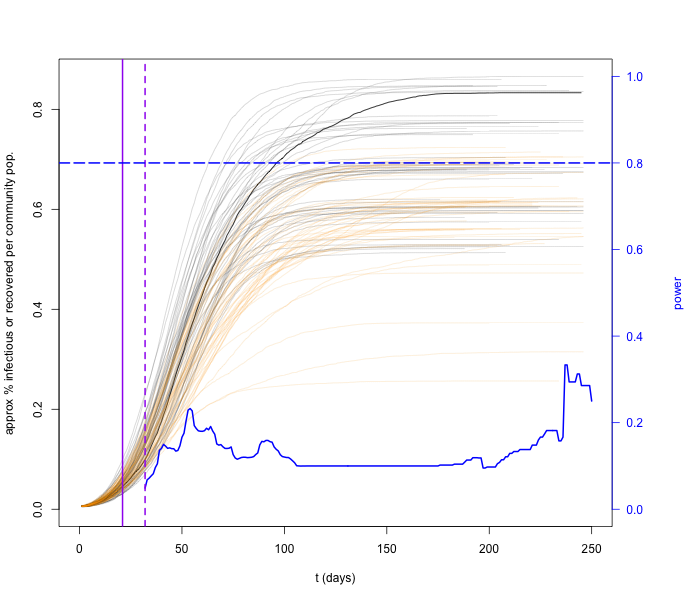 approx % infectious or recovered per community pop.
0.8
0.6
0.4
0.2
0.0
1.0
0.8
0.6
0.4
0.2
0.0
power
0 50 100 150 200 250
t (days)